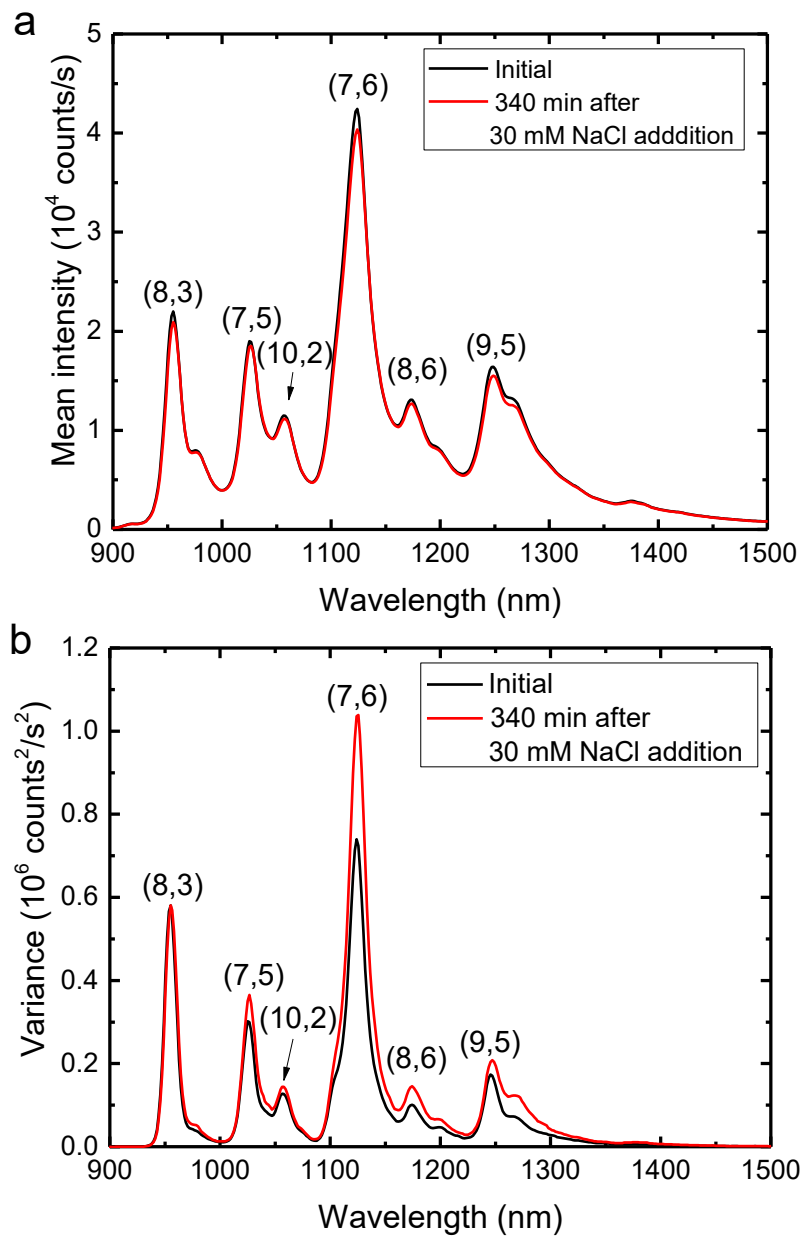 a
5
4
3
2
1
0
Mean intensity (10⁴ counts/s)
Initial
340 min after
30 mM NaCl adddition
(7,6)
(8,3)
(7,5)
(10,2)
(8,6)
(9,5)
900 1000 1100 1200 1300 1400 1500
Wavelength (nm)
b
1.2
1.0
0.8
0.6
0.4
0.2
0.0
Variance (10⁶ counts²/s²)
Initial
340 min after
30 mM NaCl addition
(7,6)
(8,3)
(7,5)
(10,2)
(8,6)
(9,5)
900 1000 1100 1200 1300 1400 1500
Wavelength (nm)